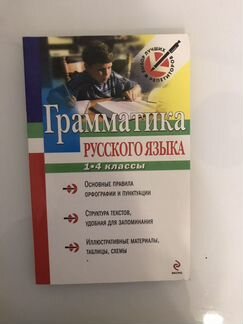 Грамматика
РУССКОГО ЯЗЫКА
1-4 КЛАССЫ
ОСНОВНЫЕ ПРАВИЛА
ОРФОГРАФИИ И ПУНКТУАЦИИ
СТРУКТУРА ТЕКСТОВ,
УДОБНАЯ ДЛЯ ЗАПОМИНАНИЯ
ИЛЛЮСТРАТИВНЫЕ МАТЕРИАЛЫ,
ТАБЛИЦЫ, СХЕМЫ